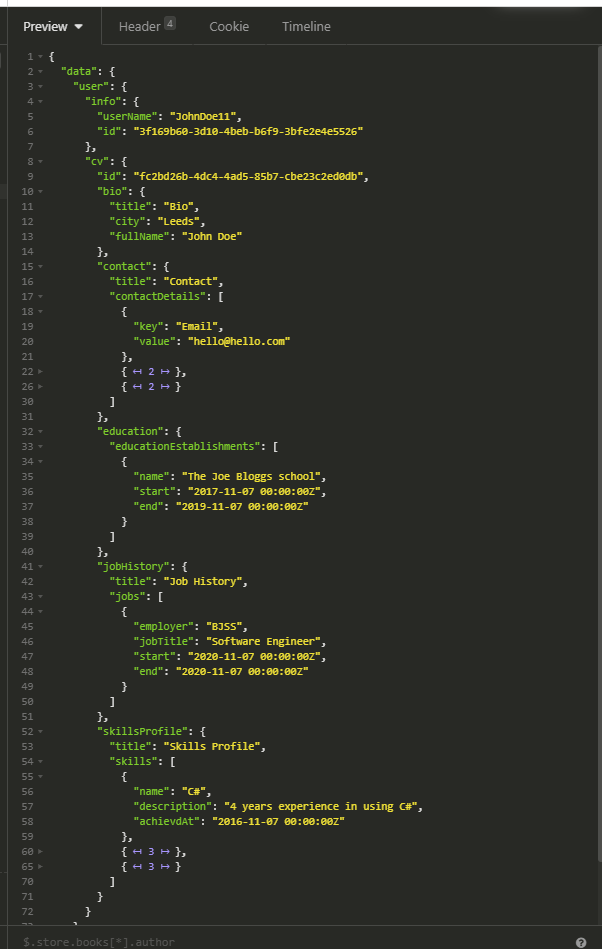 Preview Header 4 Cookie Timeline
1 {
2 "data": {
3 "user": {
4 "info": {
5 "userName": "JohnDoe11",
6 "id": "3f169b60-3d10-4beb-b6f9-3bfe2e4e5526"
7 },
8 "cv": {
9 "id": "fc2bd26b-4dc4-4ad5-85b7-cbe23c2ed0db",
10 "bio": {
11 "title": "Bio",
12 "city": "Leeds",
13 "fullName": "John Doe"
14 },
15 "contact": {
16 "title": "Contact",
17 "contactDetails": [
18 {
19 "key": "Email",
20 "value": "hello@hello.com"
21 },
22 { ↤ 2 ↦ },
26 { ↤ 2 ↦ }
30 ]
31 },
32 "education": {
33 "educationEstablishments": [
34 {
35 "name": "The Joe Bloggs school",
36 "start": "2017-11-07 00:00:00Z",
37 "end": "2019-11-07 00:00:00Z"
38 }
39 ]
40 },
41 "jobHistory": {
42 "title": "Job History",
43 "jobs": [
44 {
45 "employer": "BJSS",
46 "jobTitle": "Software Engineer",
47 "start": "2020-11-07 00:00:00Z",
48 "end": "2020-11-07 00:00:00Z"
49 }
50 ]
51 },
52 "skillsProfile": {
53 "title": "Skills Profile",
54 "skills": [
55 {
56 "name": "C#",
57 "description": "4 years experience in using C#",
58 "achievdAt": "2016-11-07 00:00:00Z"
59 },
60 { ↤ 3 ↦ },
65 { ↤ 3 ↦ }
70 ]
71 }
72 }
$.store.books[*].author ?